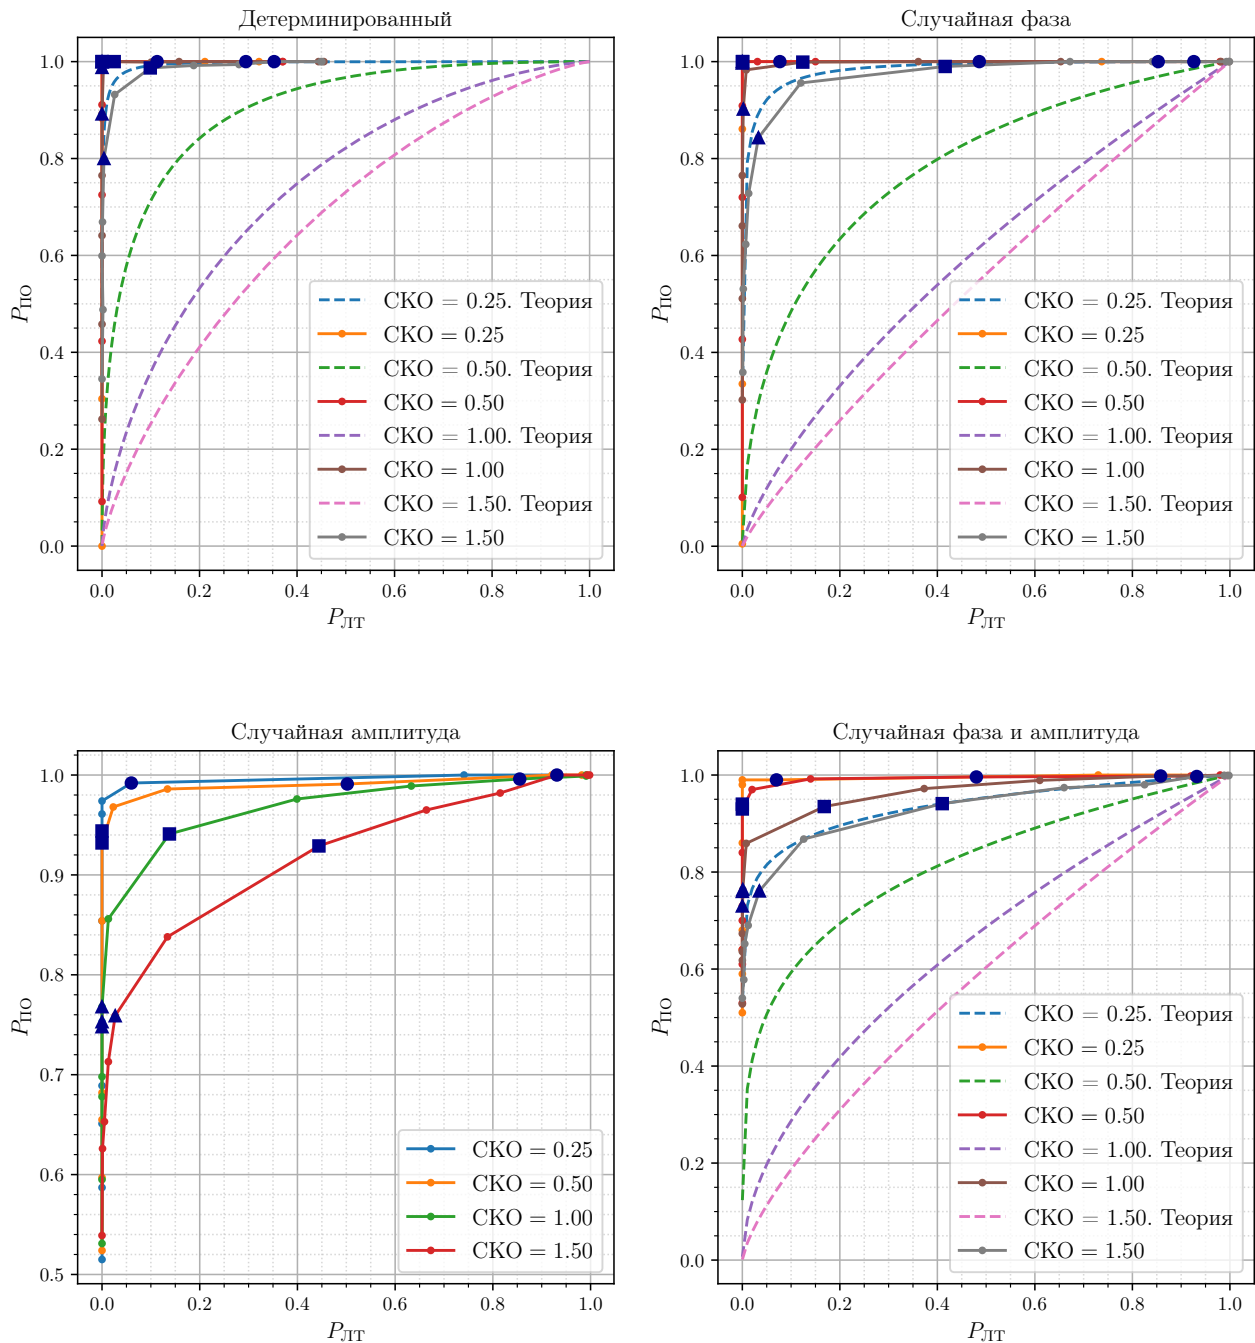 Детерминированный
1.0
0.8
0.6
0.4
0.2
0.0
P_ПО
СКО = 0.25. Теория
СКО = 0.25
СКО = 0.50. Теория
СКО = 0.50
СКО = 1.00. Теория
СКО = 1.00
СКО = 1.50. Теория
СКО = 1.50
0.0 0.2 0.4 0.6 0.8 1.0
P_ЛТ
Случайная фаза
1.0
0.8
0.6
0.4
0.2
0.0
P_ПО
СКО = 0.25. Теория
СКО = 0.25
СКО = 0.50. Теория
СКО = 0.50
СКО = 1.00. Теория
СКО = 1.00
СКО = 1.50. Теория
СКО = 1.50
0.0 0.2 0.4 0.6 0.8 1.0
P_ЛТ
Случайная амплитуда
1.0
0.9
0.8
0.7
0.6
0.5
P_ПО
СКО = 0.25
СКО = 0.50
СКО = 1.00
СКО = 1.50
0.0 0.2 0.4 0.6 0.8 1.0
P_ЛТ
Случайная фаза и амплитуда
1.0
0.8
0.6
0.4
0.2
0.0
P_ПО
СКО = 0.25. Теория
СКО = 0.25
СКО = 0.50. Теория
СКО = 0.50
СКО = 1.00. Теория
СКО = 1.00
СКО = 1.50. Теория
СКО = 1.50
0.0 0.2 0.4 0.6 0.8 1.0
P_ЛТ